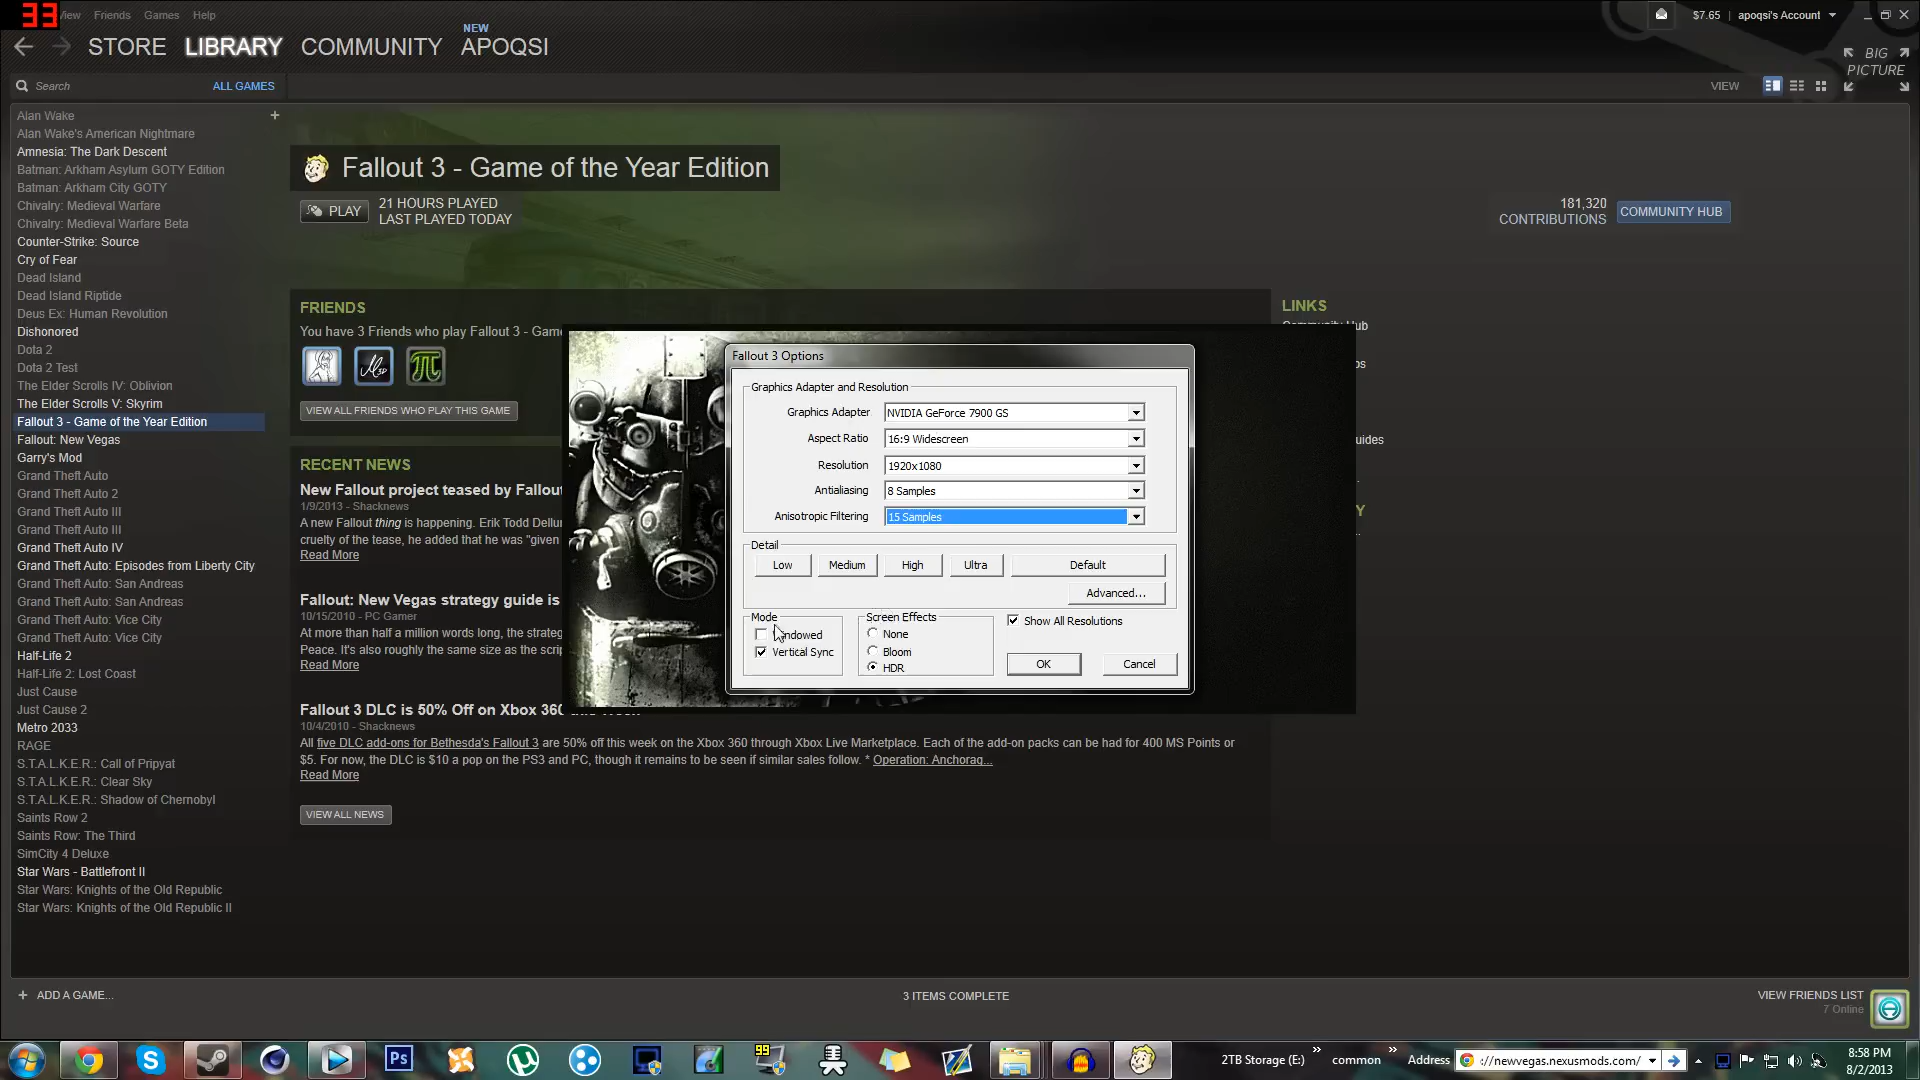 33
View Friends Games Help
$7.65 apoqsi's Account
STORE LIBRARY COMMUNITY APOQSI
NEW
BIG PICTURE
Search
ALL GAMES
VIEW
Alan Wake
Alan Wake's American Nightmare
Amnesia: The Dark Descent
Batman: Arkham Asylum GOTY Edition
Batman: Arkham City GOTY
Chivalry: Medieval Warfare
Chivalry: Medieval Warfare Beta
Counter-Strike: Source
Cry of Fear
Dead Island
Dead Island Riptide
Deus Ex: Human Revolution
Dishonored
Dota 2
Dota 2 Test
The Elder Scrolls IV: Oblivion
The Elder Scrolls V: Skyrim
Fallout 3 - Game of the Year Edition
Fallout: New Vegas
Garry's Mod
Grand Theft Auto
Grand Theft Auto 2
Grand Theft Auto III
Grand Theft Auto III
Grand Theft Auto IV
Grand Theft Auto: Episodes from Liberty City
Grand Theft Auto: San Andreas
Grand Theft Auto: San Andreas
Grand Theft Auto: Vice City
Grand Theft Auto: Vice City
Half-Life 2
Half-Life 2: Lost Coast
Just Cause
Just Cause 2
Metro 2033
RAGE
S.T.A.L.K.E.R.: Call of Pripyat
S.T.A.L.K.E.R.: Clear Sky
S.T.A.L.K.E.R.: Shadow of Chernobyl
Saints Row 2
Saints Row: The Third
SimCity 4 Deluxe
Star Wars - Battlefront II
Star Wars: Knights of the Old Republic
Star Wars: Knights of the Old Republic II
Fallout 3 - Game of the Year Edition
PLAY
21 HOURS PLAYED
LAST PLAYED TODAY
181,320
CONTRIBUTIONS
COMMUNITY HUB
FRIENDS
You have 3 Friends who play Fallout 3 - Game
VIEW ALL FRIENDS WHO PLAY THIS GAME
RECENT NEWS
New Fallout project teased by Fallout
1/9/2013 - Shacknews
A new Fallout thing is happening. Erik Todd Dellum
cruelty of the tease, he added that he was "given
Read More
Fallout: New Vegas strategy guide is
10/15/2010 - PC Gamer
At more than half a million words long, the strateg
Peace. It's also roughly the same size as the scrip
Read More
Fallout 3 DLC is 50% Off on Xbox 360
10/4/2010 - Shacknews
All five DLC add-ons for Bethesda's Fallout 3 are 50% off this week on the Xbox 360 through Xbox Live Marketplace. Each of the add-on packs can be had for 400 MS Points or
$5. For now, the DLC is $10 a pop on the PS3 and PC, though it remains to be seen if similar sales follow. * Operation: Anchorag...
Read More
VIEW ALL NEWS
LINKS
Community Hub
ps
uides
Y
Fallout 3 Options
Graphics Adapter and Resolution
Graphics Adapter NVIDIA GeForce 7900 GS
Aspect Ratio 16:9 Widescreen
Resolution 1920x1080
Antialiasing 8 Samples
Anisotropic Filtering 15 Samples
Detail
Low Medium High Ultra Default
Advanced...
Mode
ndowed
Vertical Sync
Screen Effects
None
Bloom
HDR
Show All Resolutions
OK Cancel
+ ADD A GAME...
3 ITEMS COMPLETE
VIEW FRIENDS LIST
7 Online
Ps
99
2TB Storage (E:) » common » Address ://newvegas.nexusmods.com/
8:58 PM
8/2/2013